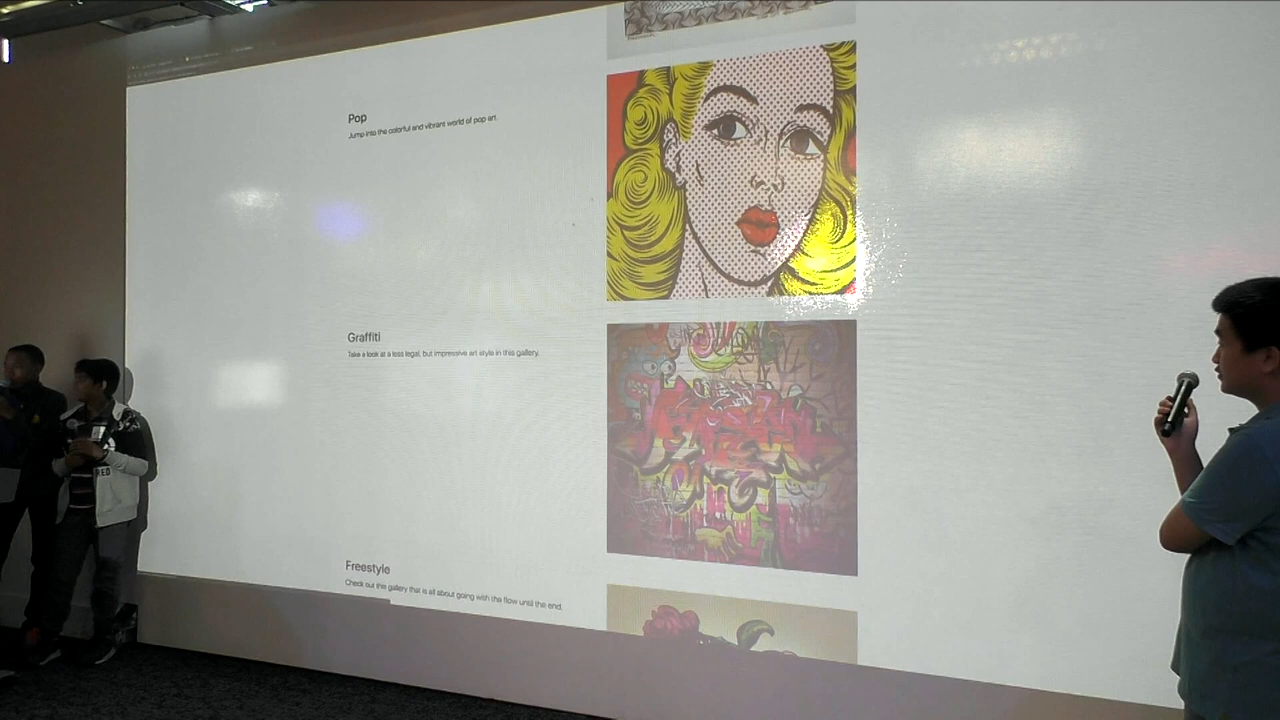 Pop
Jump into the colorful and vibrant world of pop art.
Graffiti
Take a look at a less legal, but impressive art style in this gallery.
Freestyle
Check out this gallery that is all about going with the flow until the end.
RED